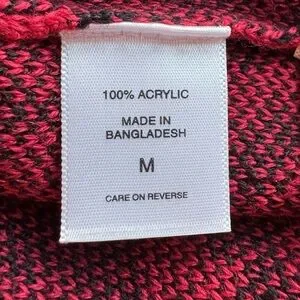 100% ACRYLIC
MADE IN
BANGLADESH
M
CARE ON REVERSE